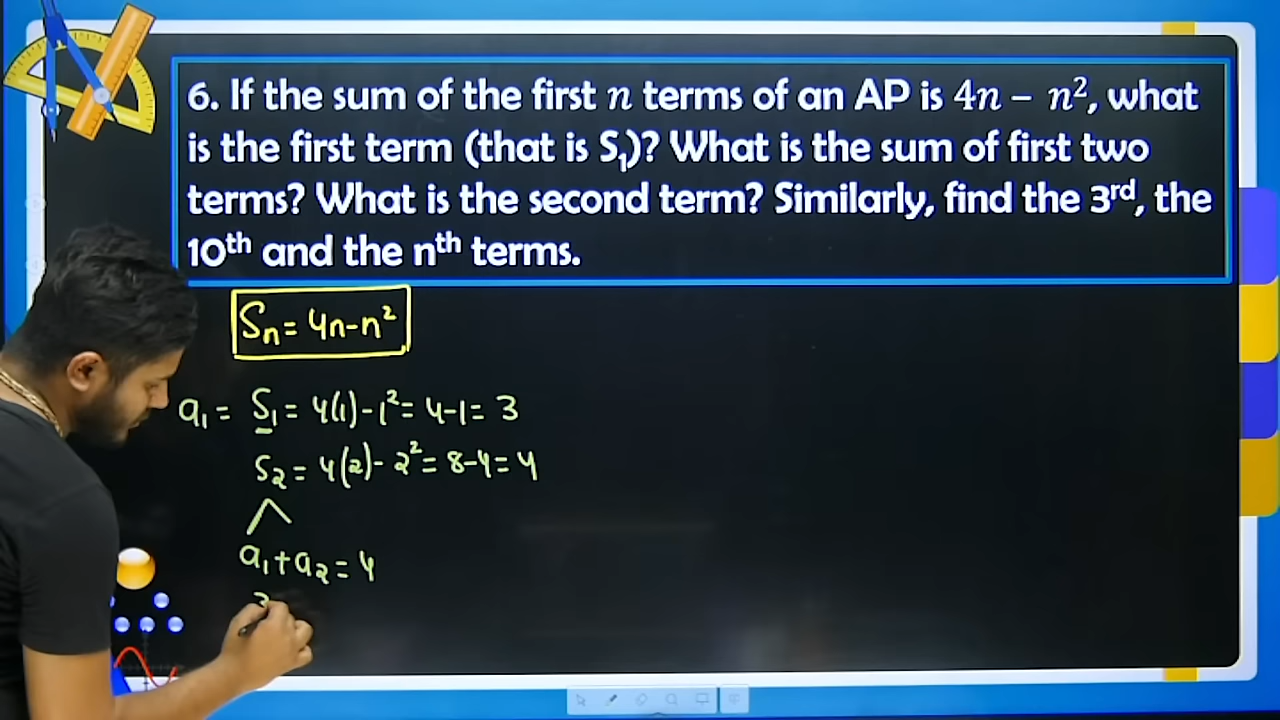 6. If the sum of the first n terms of an AP is 4n – n², what
is the first term (that is S₁)? What is the sum of first two
terms? What is the second term? Similarly, find the 3ʳᵈ, the
10ᵗʰ and the nᵗʰ terms.
Sₙ = 4n-n²
a₁ = S₁ = 4(1)-1² = 4-1 = 3
S₂ = 4(2)-2² = 8-4 = 4
a₁+a₂ = 4
3